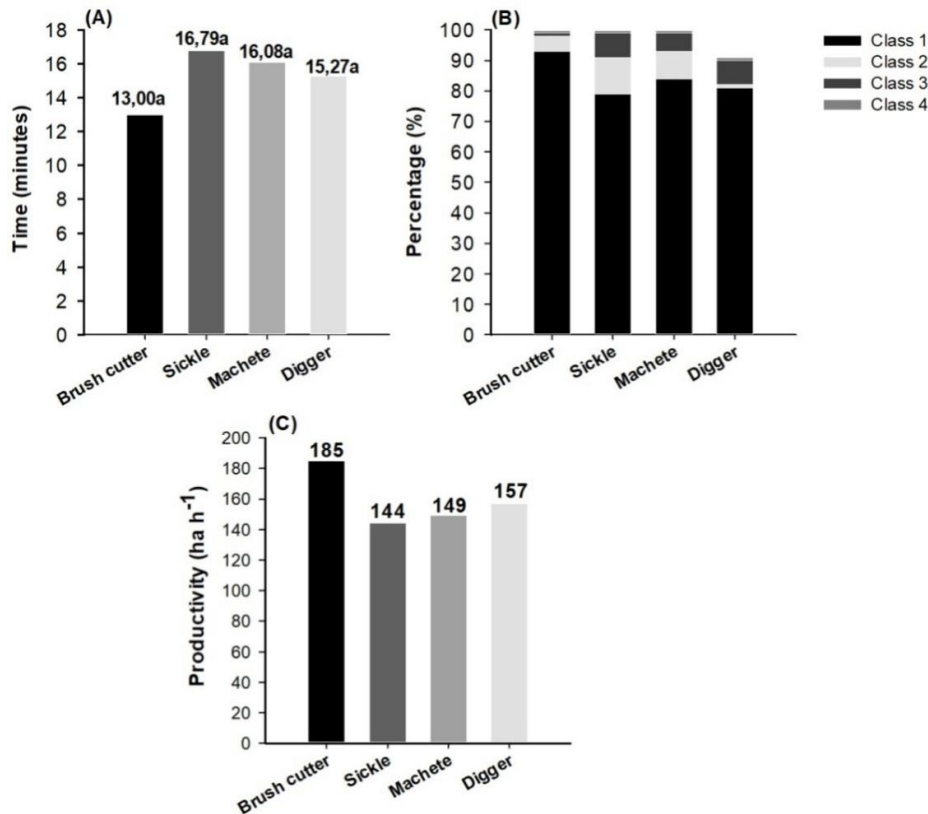 (A)
Time (minutes)
18
16
14
12
10
8
6
4
2
0
13,00a
16,79a
16,08a
15,27a
Brush cutter
Sickle
Machete
Digger
(B)
Percentage (%)
100
90
80
70
60
50
40
30
20
10
0
Brush cutter
Sickle
Machete
Digger
Class 1
Class 2
Class 3
Class 4
(C)
Productivity (ha h-1)
200
180
160
140
120
100
80
60
40
20
0
185
144
149
157
Brush cutter
Sickle
Machete
Digger